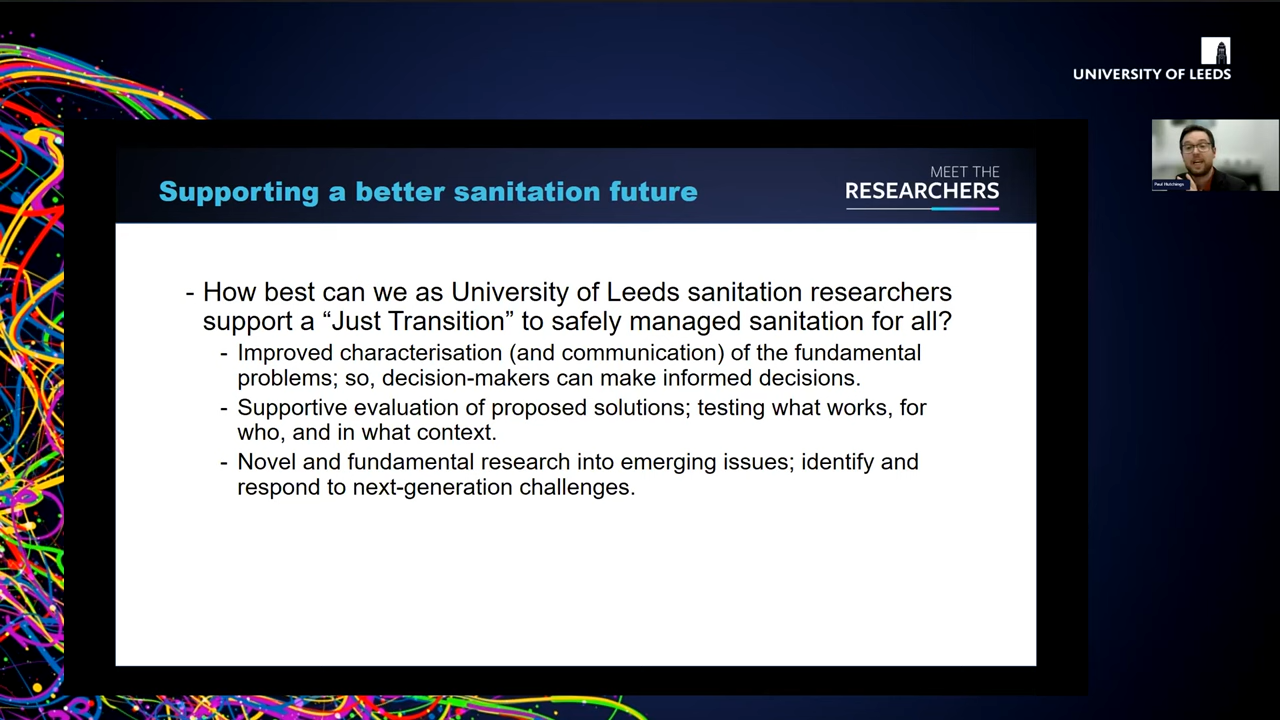 UNIVERSITY OF LEEDS
Paul Hutchings
Supporting a better sanitation future
MEET THE
RESEARCHERS
- How best can we as University of Leeds sanitation researchers
support a “Just Transition” to safely managed sanitation for all?
- Improved characterisation (and communication) of the fundamental
problems; so, decision-makers can make informed decisions.
- Supportive evaluation of proposed solutions; testing what works, for
who, and in what context.
- Novel and fundamental research into emerging issues; identify and
respond to next-generation challenges.